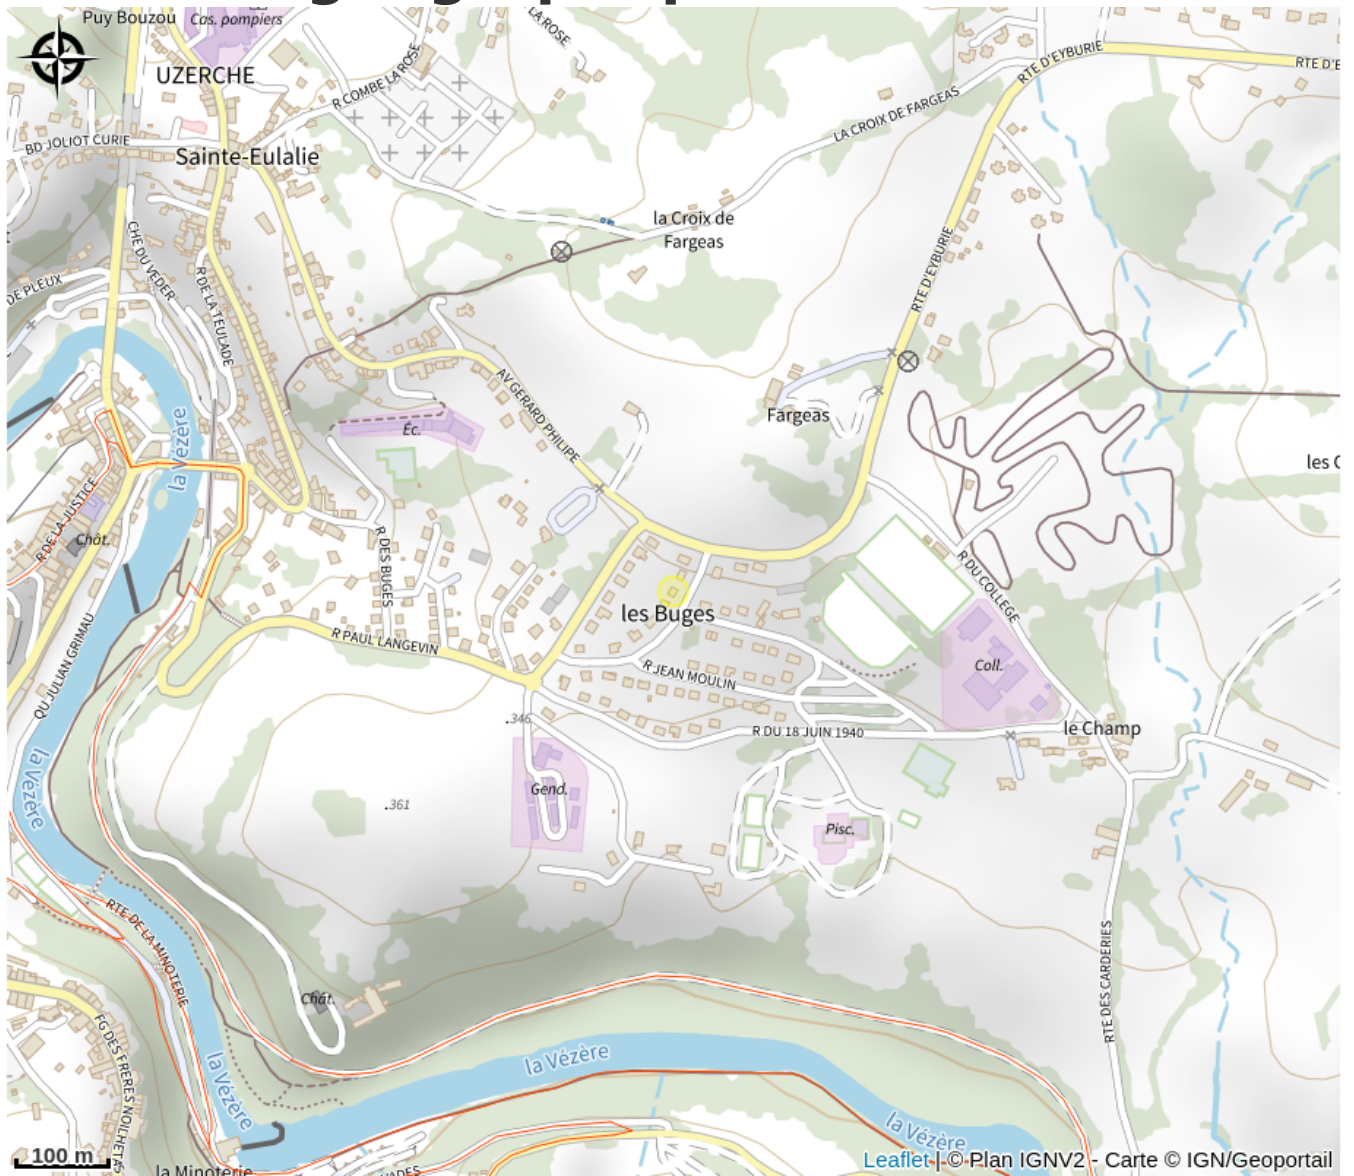 Puy Bouzou
Cas. pompiers
LA ROSE
UZERCHE
R COMBE LA ROSE
RTE D'EYBURIE
RTE D'E
BD JOLIOT CURIE
LA CROIX DE FARGEAS
Sainte-Eulalie
la Croix de
Fargeas
CHE DU VEDER
RTE D'EYBURIE
DE PLEUX
R DE LA TEULADE
AV GERARD PHILIPE
Fargeas
la Vézère
Éc.
les C
R DE LA JUSTICE
Chât.
R DES BUGES
R DU COLLEGE
les Buges
QU JULIAN GRIMAU
R PAUL LANGEVIN
R JEAN MOULIN
Coll.
.346
R DU 18 JUIN 1940
le Champ
la Vézère
Gend.
.361
Pisc.
RTE DE LA MINOTERIE
RTE DES CARDERIES
Chât.
FG DES FRERES NOILHETAS
la Vézère
la Vézère
la Vézère
100 m
la Minoterie
ADES
Leaflet | © Plan IGNV2 - Carte © IGN/Geoportail